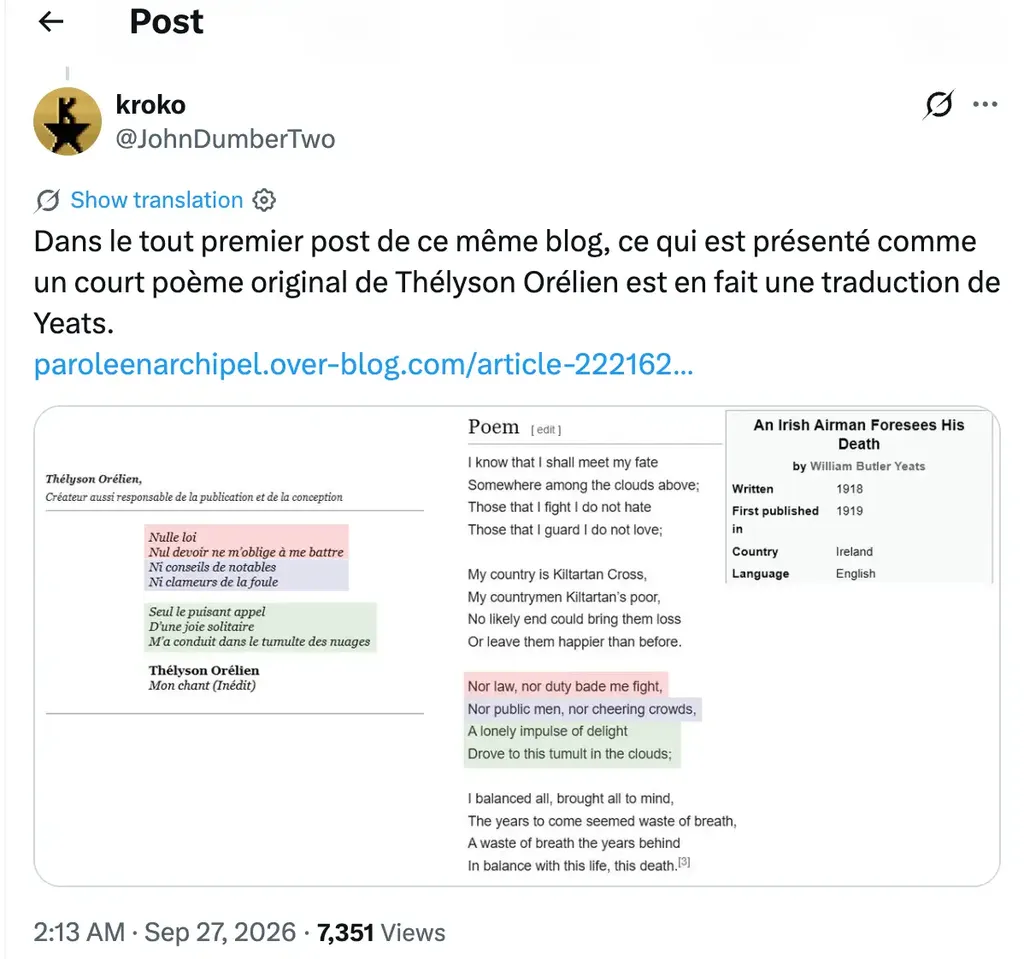 Post
kroko
@JohnDumberTwo
Show translation
Dans le tout premier post de ce même blog, ce qui est présenté comme
un court poème original de Thélyson Orélien est en fait une traduction de
Yeats.
paroleenarchipel.over-blog.com/article-222162...
Thélyson Orélien,
Créateur aussi responsable de la publication et de la conception
Nulle loi
Nul devoir ne m'oblige à me battre
Ni conseils de notables
Ni clameurs de la foule
Seul le puisant appel
D'une joie solitaire
M'a conduit dans le tumulte des nuages
Thélyson Orélien
Mon chant (Inédit)
Poem [ edit ]
I know that I shall meet my fate
Somewhere among the clouds above;
Those that I fight I do not hate
Those that I guard I do not love;
My country is Kiltartan Cross,
My countrymen Kiltartan's poor,
No likely end could bring them loss
Or leave them happier than before.
Nor law, nor duty bade me fight,
Nor public men, nor cheering crowds,
A lonely impulse of delight
Drove to this tumult in the clouds;
I balanced all, brought all to mind,
The years to come seemed waste of breath,
A waste of breath the years behind
In balance with this life, this death.[3]
An Irish Airman Foresees His
Death
by William Butler Yeats
Written 1918
First published 1919
in
Country Ireland
Language English
2:13 AM · Sep 27, 2026 · 7,351 Views